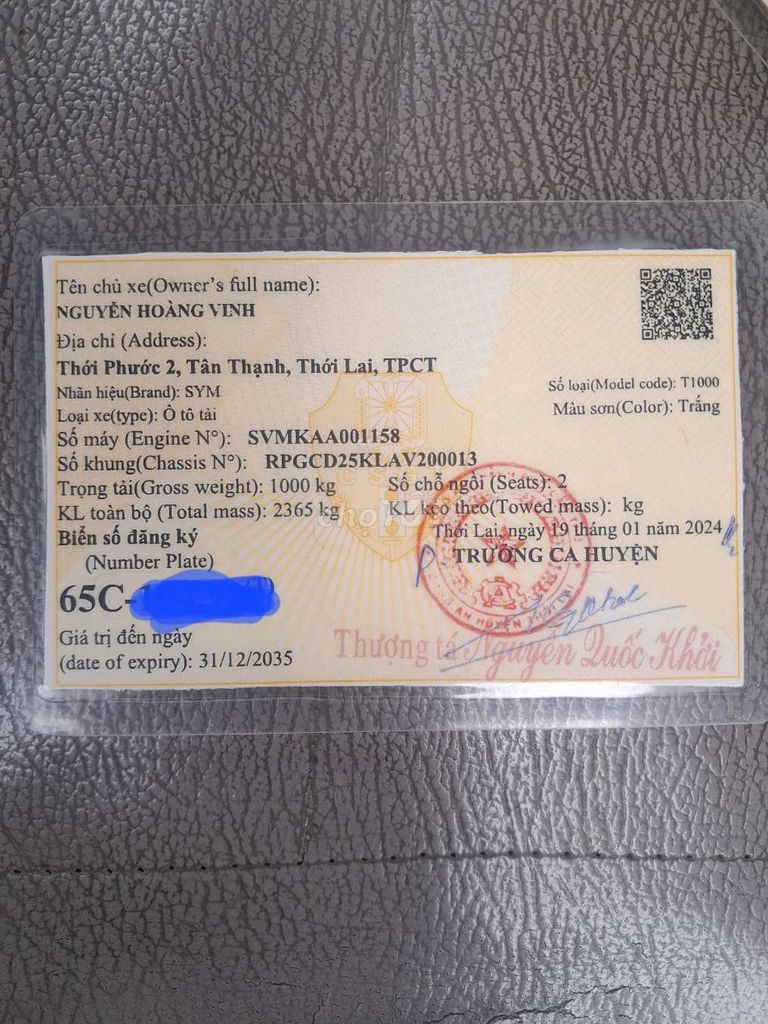 Tên chủ xe(Owner's full name):
NGUYỄN HOÀNG VINH
Địa chỉ (Address):
Thới Phước 2, Tân Thạnh, Thới Lai, TPCT
Nhãn hiệu(Brand): SYM
Số loại(Model code): T1000
Loại xe(type): Ô tô tải
Màu sơn(Color): Trắng
Số máy (Engine N°): SVMKAA001158
Số khung(Chassis N°): RPGCD25KLAV200013
Trọng tải(Gross weight): 1000 kg
Số chỗ ngồi (Seats): 2
KL toàn bộ (Total mass): 2365 kg
KL kéo theo(Towed mass): kg
Biển số đăng ký
Thới Lai, ngày 19 tháng 01 năm 2024
(Number Plate)
TRƯỞNG CA HUYỆN
65C-
Giá trị đến ngày
(date of expiry): 31/12/2035
Thượng tá Nguyễn Quốc Khởi